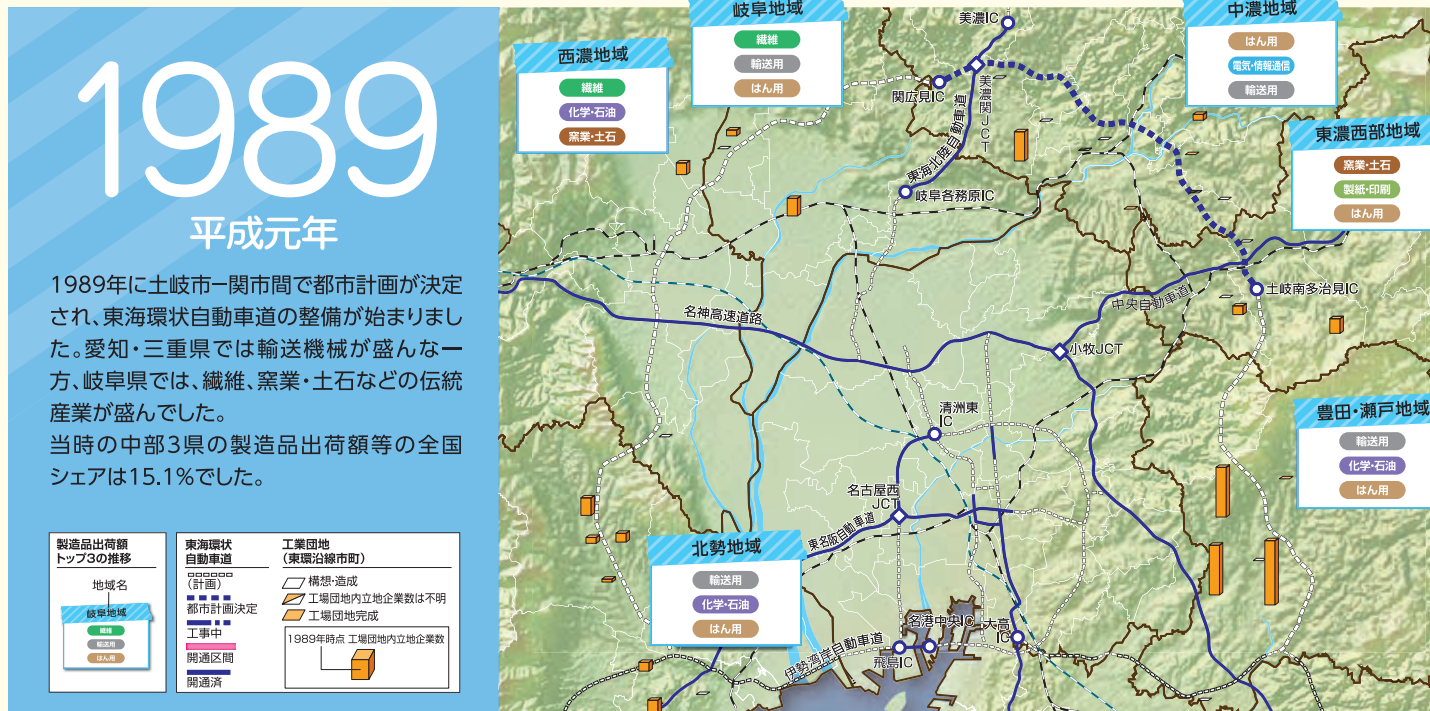 1989
平成元年
1989年に土岐市−関市間で都市計画が決定
され、東海環状自動車道の整備が始まりまし
た。愛知・三重県では輸送機械が盛んな一
方、岐阜県では、繊維、窯業・土石などの伝統
産業が盛んでした。
当時の中部3県の製造品出荷額等の全国
シェアは15.1%でした。
製造品出荷額
トップ3の推移
地域名
岐阜地域
繊維
輸送用
はん用
東海環状
自動車道
(計画)
都市計画決定
工事中
開通区間
開通済
工業団地
(東環沿線市町)
構想・造成
工場団地内立地企業数は不明
工場団地完成
1989年時点 工場団地内立地企業数
西濃地域
繊維
化学・石油
窯業・土石
岐阜地域
繊維
輸送用
はん用
中濃地域
はん用
電気・情報通信
輸送用
東濃西部地域
窯業・土石
製紙・印刷
はん用
豊田・瀬戸地域
輸送用
化学・石油
はん用
北勢地域
輸送用
化学・石油
はん用
美濃IC
関広見IC
美濃関JCT
東海北陸自動車道
岐阜各務原IC
土岐南多治見IC
中央自動車道
名神高速道路
小牧JCT
清洲東
IC
名古屋西
JCT
東名阪自動車道
名港中央IC
大高
IC
飛島IC
伊勢湾岸自動車道